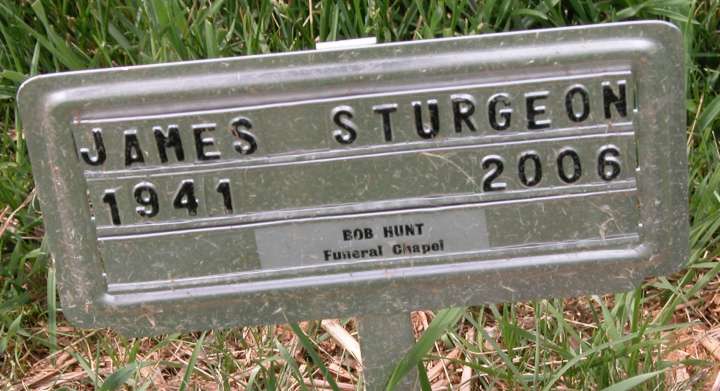 JAMES STURGEON
1941 2006
BOB HUNT
Funeral Chapel